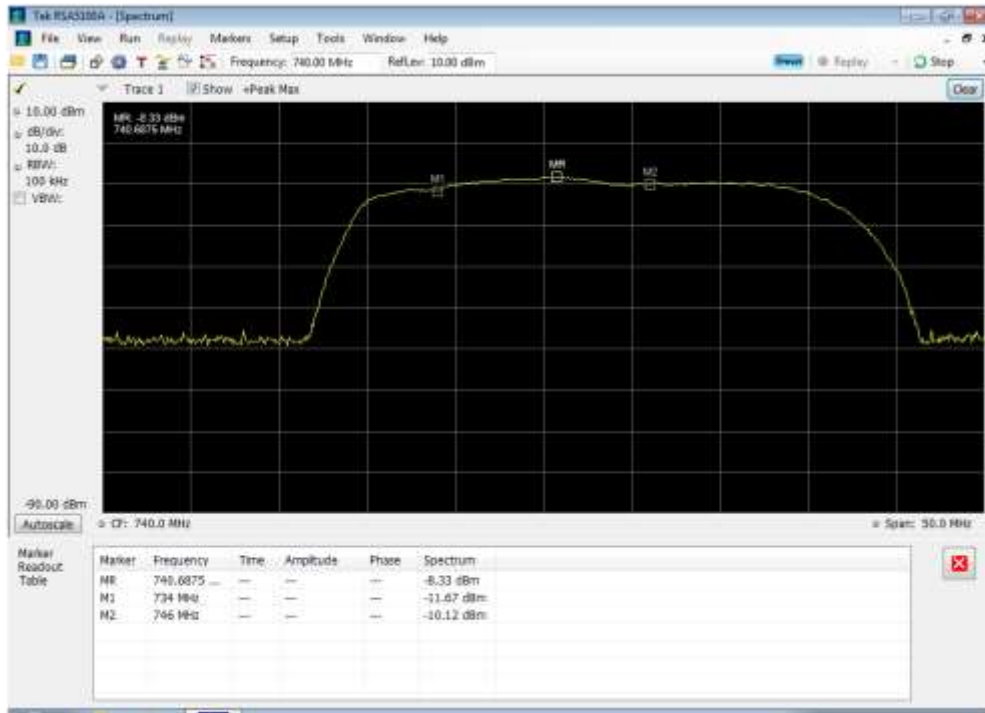 Tek RSA5100A - [Spectrum]
File View Run Replay Markers Setup Tools Window Help
Frequency: 740.00 MHz RefLev: 10.00 dBm Preset Replay Stop
Trace 1 Show +Peak Max Clear
10.00 dBm
dB/div:
10.0 dB
RBW:
100 kHz
VBW:
MR: -8.33 dBm
740.6875 MHz
M1 MR M2
-90.00 dBm
Autoscale CF: 740.0 MHz Span: 50.0 MHz
Marker
Readout
Table
Marker Frequency Time Amplitude Phase Spectrum
MR 740.6875 ... --- --- --- -8.33 dBm
M1 734 MHz --- --- --- -11.67 dBm
M2 746 MHz --- --- --- -10.12 dBm